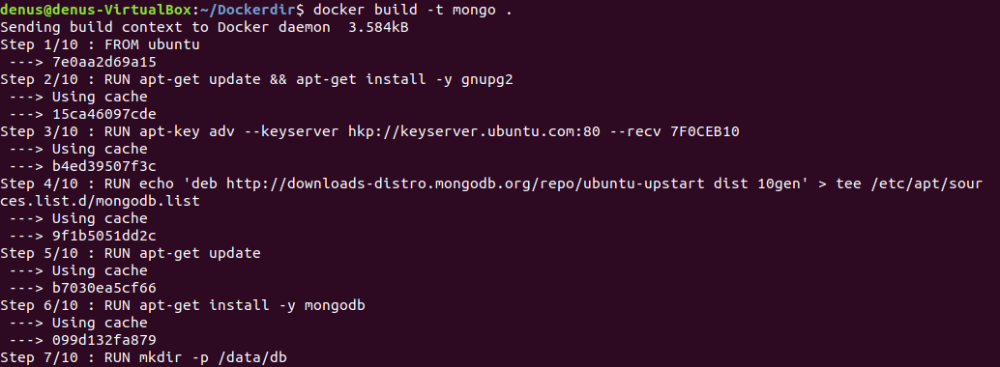 denus@denus-VirtualBox:~/Dockerdir$ docker build -t mongo .
Sending build context to Docker daemon  3.584kB
Step 1/10 : FROM ubuntu
 ---> 7e0aa2d69a15
Step 2/10 : RUN apt-get update && apt-get install -y gnupg2
 ---> Using cache
 ---> 15ca46097cde
Step 3/10 : RUN apt-key adv --keyserver hkp://keyserver.ubuntu.com:80 --recv 7F0CEB10
 ---> Using cache
 ---> b4ed39507f3c
Step 4/10 : RUN echo 'deb http://downloads-distro.mongodb.org/repo/ubuntu-upstart dist 10gen' > tee /etc/apt/sour
ces.list.d/mongodb.list
 ---> Using cache
 ---> 9f1b5051dd2c
Step 5/10 : RUN apt-get update
 ---> Using cache
 ---> b7030ea5cf66
Step 6/10 : RUN apt-get install -y mongodb
 ---> Using cache
 ---> 099d132fa879
Step 7/10 : RUN mkdir -p /data/db